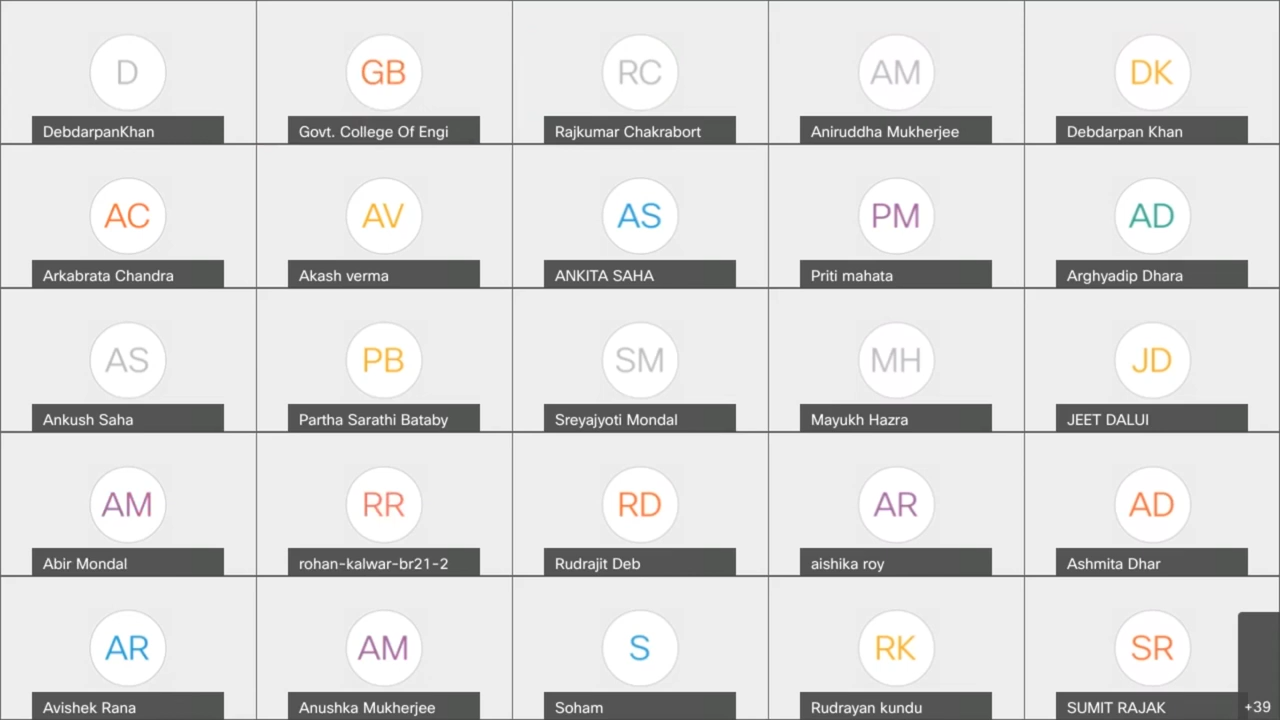 D
DebdarpanKhan
GB
Govt. College Of Engi
RC
Rajkumar Chakrabort
AM
Aniruddha Mukherjee
DK
Debdarpan Khan
AC
Arkabrata Chandra
AV
Akash verma
AS
ANKITA SAHA
PM
Priti mahata
AD
Arghyadip Dhara
AS
Ankush Saha
PB
Partha Sarathi Bataby
SM
Sreyajyoti Mondal
MH
Mayukh Hazra
JD
JEET DALUI
AM
Abir Mondal
RR
rohan-kalwar-br21-2
RD
Rudrajit Deb
AR
aishika roy
AD
Ashmita Dhar
AR
Avishek Rana
AM
Anushka Mukherjee
S
Soham
RK
Rudrayan kundu
SR
SUMIT RAJAK
+39